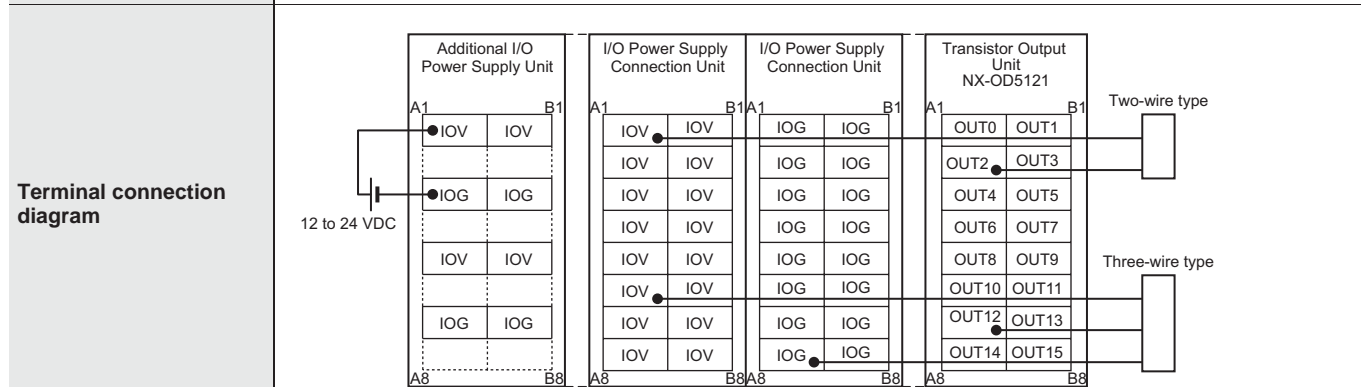 Terminal connection
diagram
Additional I/O
Power Supply Unit
I/O Power Supply
Connection Unit
I/O Power Supply
Connection Unit
Transistor Output
Unit
NX-OD5121
A1 B1 A1 B1 A1 B1 A1 B1
Two-wire type
IOV IOV IOV IOV IOG IOG OUT0 OUT1
IOV IOV IOG IOG OUT2 OUT3
IOG IOG IOV IOV IOG IOG OUT4 OUT5
12 to 24 VDC
IOV IOV IOG IOG OUT6 OUT7
IOV IOV IOV IOV IOG IOG OUT8 OUT9
Three-wire type
IOV IOV IOG IOG OUT10 OUT11
IOG IOG IOV IOV IOG IOG OUT12 OUT13
IOV IOV IOG IOG OUT14 OUT15
A8 B8 A8 B8 A8 B8 A8 B8